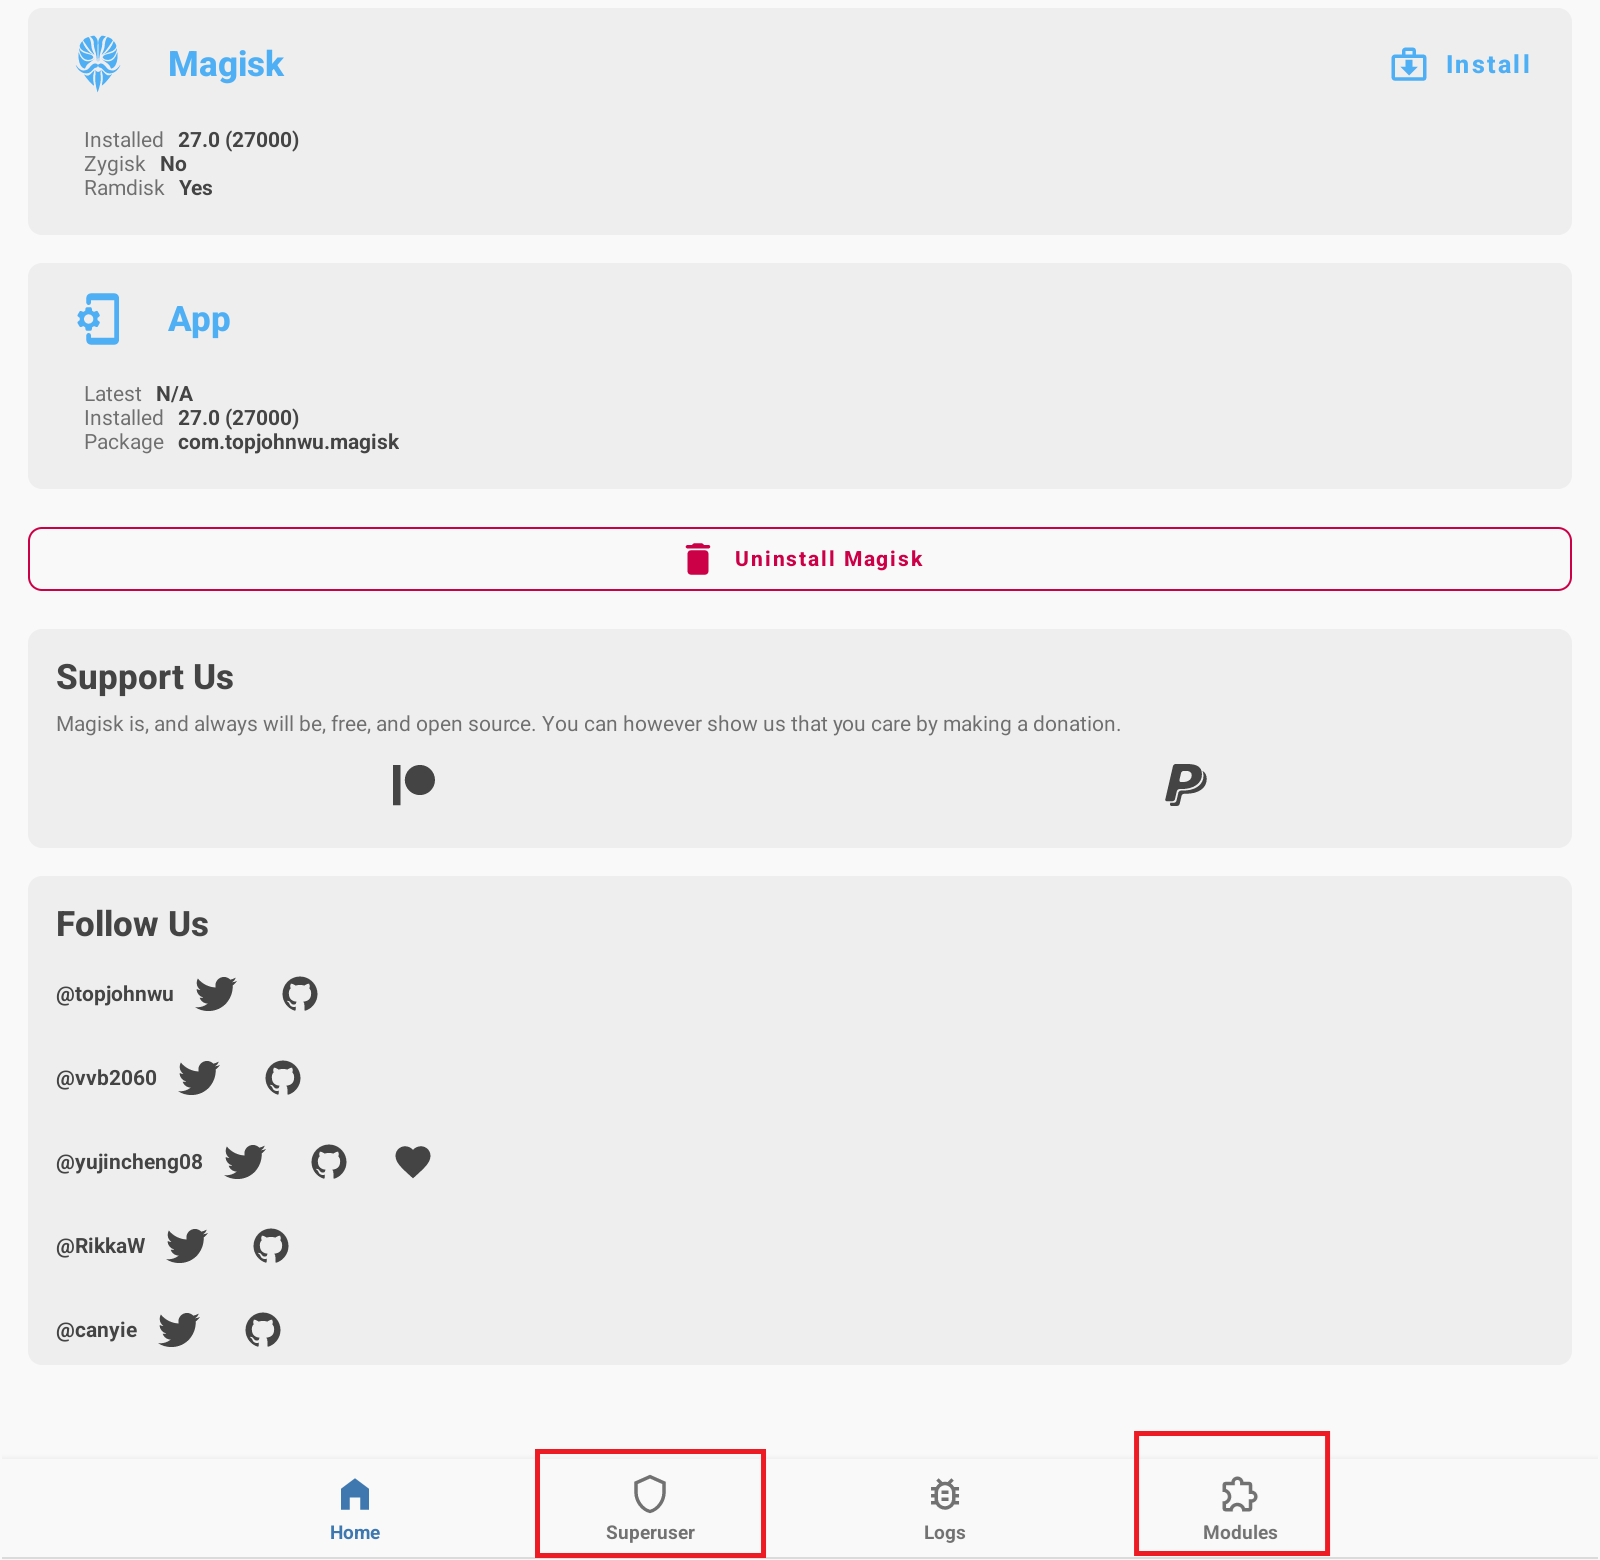 Magisk
Install
Installed 27.0 (27000)
Zygisk No
Ramdisk Yes
App
Latest N/A
Installed 27.0 (27000)
Package com.topjohnwu.magisk
Uninstall Magisk
Support Us
Magisk is, and always will be, free, and open source. You can however show us that you care by making a donation.
Follow Us
@topjohnwu
@vvb2060
@yujincheng08
@RikkaW
@canyie
Home Superuser Logs Modules